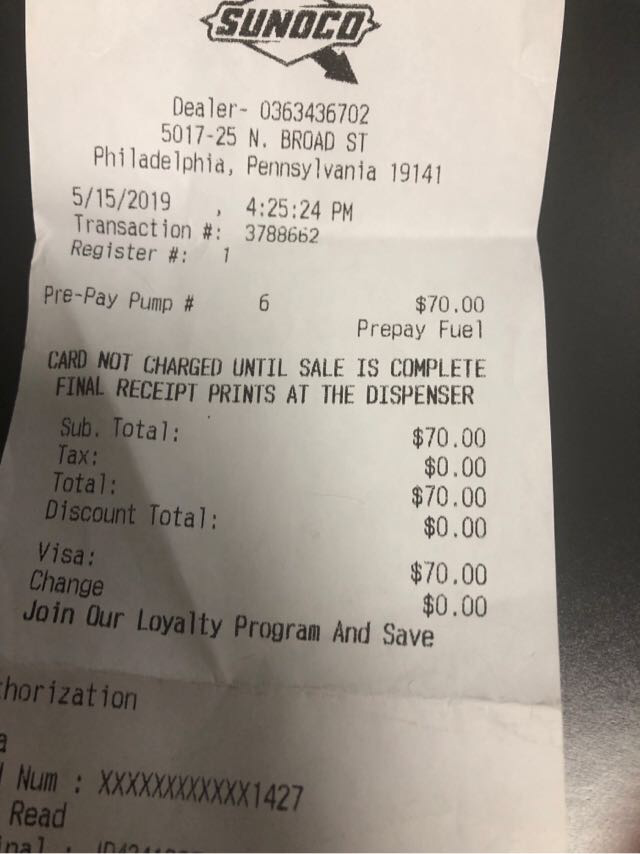 SUNOCO
Dealer- 0363436702
5017-25 N. BROAD ST
Philadelphia, Pennsylvania 19141
5/15/2019 , 4:25:24 PM
Transaction #: 3788662
Register #: 1
Pre-Pay Pump # 6 $70.00
Prepay Fuel
CARD NOT CHARGED UNTIL SALE IS COMPLETE
FINAL RECEIPT PRINTS AT THE DISPENSER
Sub. Total: $70.00
Tax: $0.00
Total: $70.00
Discount Total: $0.00
Visa: $70.00
Change $0.00
Join Our Loyalty Program And Save
horization
a
Num : XXXXXXXXXXXX1427
Read
inal :